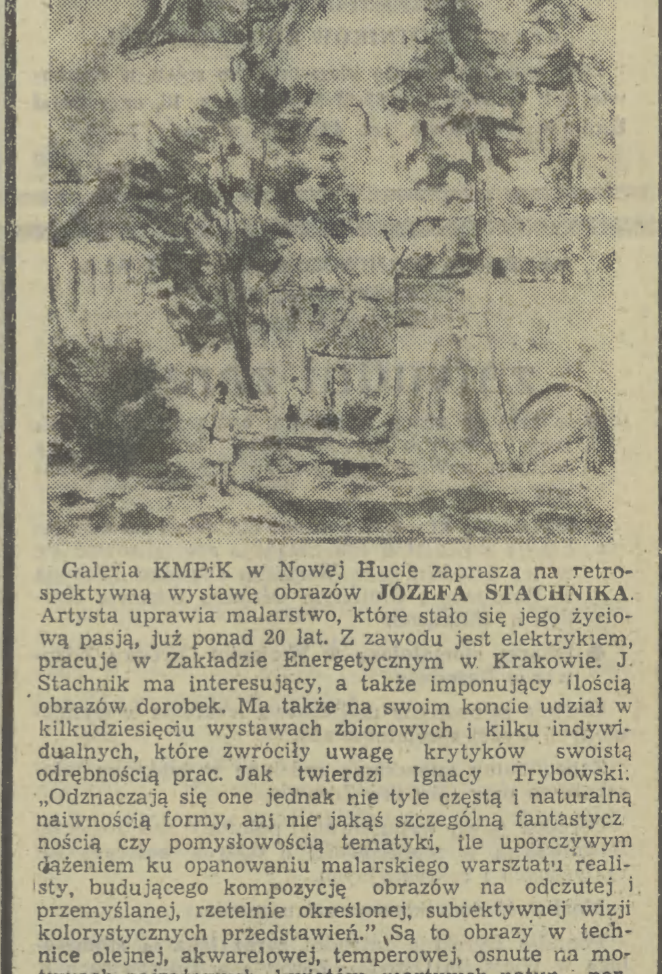 Galeria KMPiK w Nowej Hucie zaprasza na retro-
spektywną wystawę obrazów JÓZEFA STACHNIKA.
Artysta uprawia malarstwo, które stało się jego życio-
wą pasją, już ponad 20 lat. Z zawodu jest elektrykiem,
pracuje w Zakładzie Energetycznym w Krakowie. J.
Stachnik ma interesujący, a także imponujący ilością
obrazów dorobek. Ma także na swoim koncie udział w
kilkudziesięciu wystawach zbiorowych i kilku indywi-
dualnych, które zwróciły uwagę krytyków swoistą
odrębnością prac. Jak twierdzi Ignacy Trybowski:
„Odznaczają się one jednak nie tyle częstą i naturalną
naiwnością formy, ani nie jakąś szczególną fantastycz
nością czy pomysłowością tematyki, ile uporczywym
dążeniem ku opanowaniu malarskiego warsztatu reali-
sty, budującego kompozycję obrazów na odczutej i
przemyślanej, rzetelnie określonej, subiektywnej wizji
kolorystycznych przedstawień.” Są to obrazy w tech-
nice olejnej, akwarelowej, temperowej, osnute na mo-